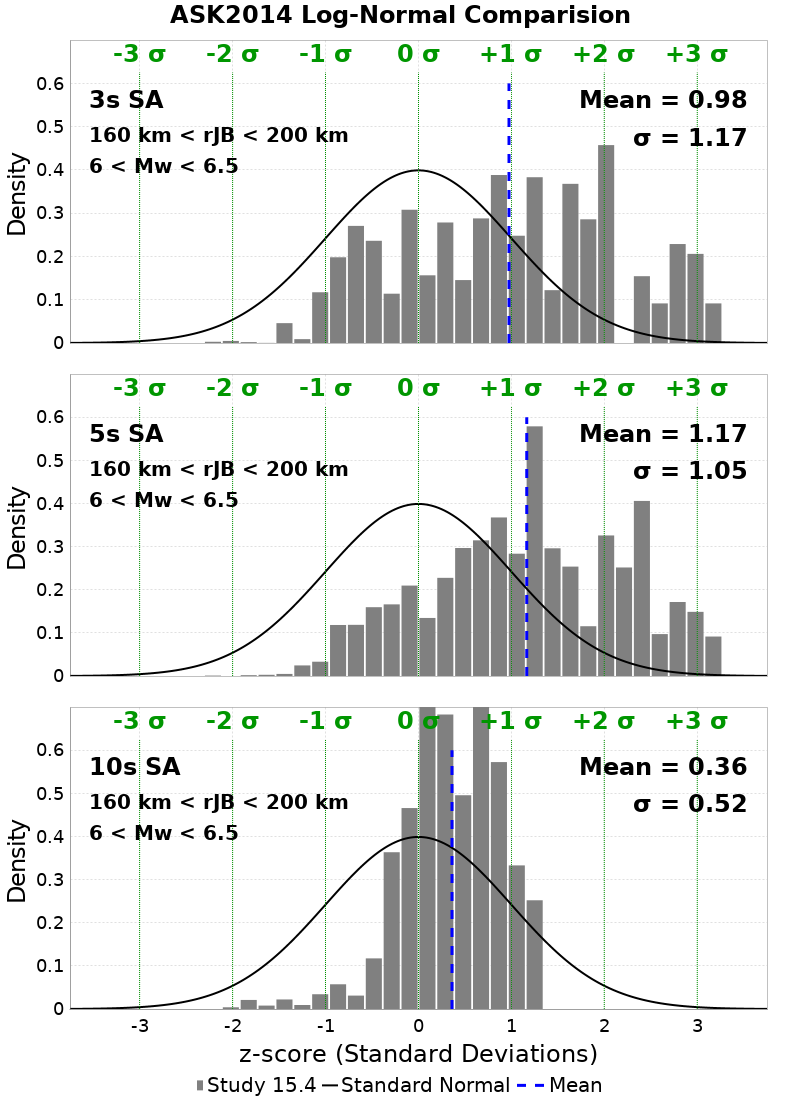 ASK2014 Log-Normal Comparision
-3 σ -2 σ -1 σ 0 σ +1 σ +2 σ +3 σ
0.6
3s SA
Mean = 0.98
0.5
160 km < rJB < 200 km
σ = 1.17
6 < Mw < 6.5
0.4
0.3
0.2
0.1
0
Density
-3 σ -2 σ -1 σ 0 σ +1 σ +2 σ +3 σ
0.6
5s SA
Mean = 1.17
0.5
160 km < rJB < 200 km
σ = 1.05
6 < Mw < 6.5
0.4
0.3
0.2
0.1
0
Density
-3 σ -2 σ -1 σ 0 σ +1 σ +2 σ +3 σ
0.6
10s SA
Mean = 0.36
0.5
160 km < rJB < 200 km
σ = 0.52
6 < Mw < 6.5
0.4
0.3
0.2
0.1
0
Density
-3 -2 -1 0 1 2 3
z-score (Standard Deviations)
Study 15.4 Standard Normal Mean